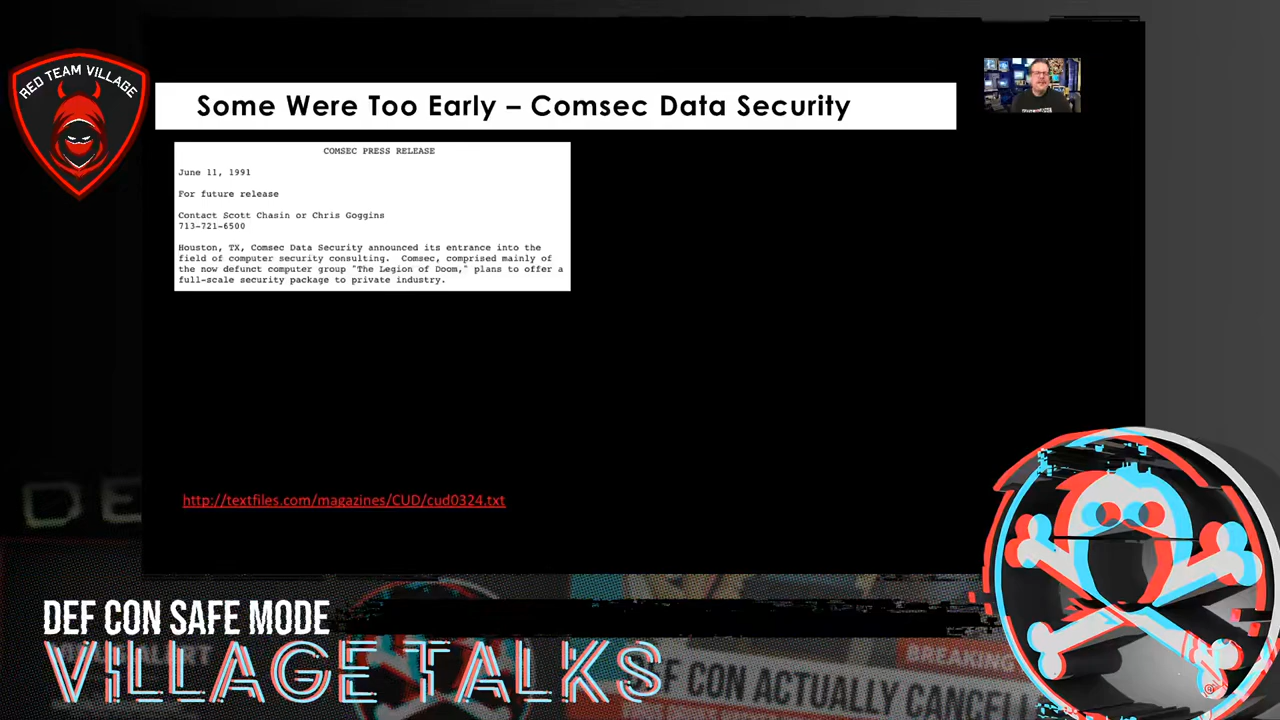 RED TEAM VILLAGE
Some Were Too Early – Comsec Data Security
COMSEC PRESS RELEASE
June 11, 1991
For future release
Contact Scott Chasin or Chris Goggins
713-721-6500
Houston, TX, Comsec Data Security announced its entrance into the
field of computer security consulting.  Comsec, comprised mainly of
the now defunct computer group "The Legion of Doom," plans to offer a
full-scale security package to private industry.
http://textfiles.com/magazines/CUD/cud0324.txt
DE
DEF CON SAFE MODE
VILLAGE TALKS
BREAKIN
DEF CON ACTUALLY CANCEL